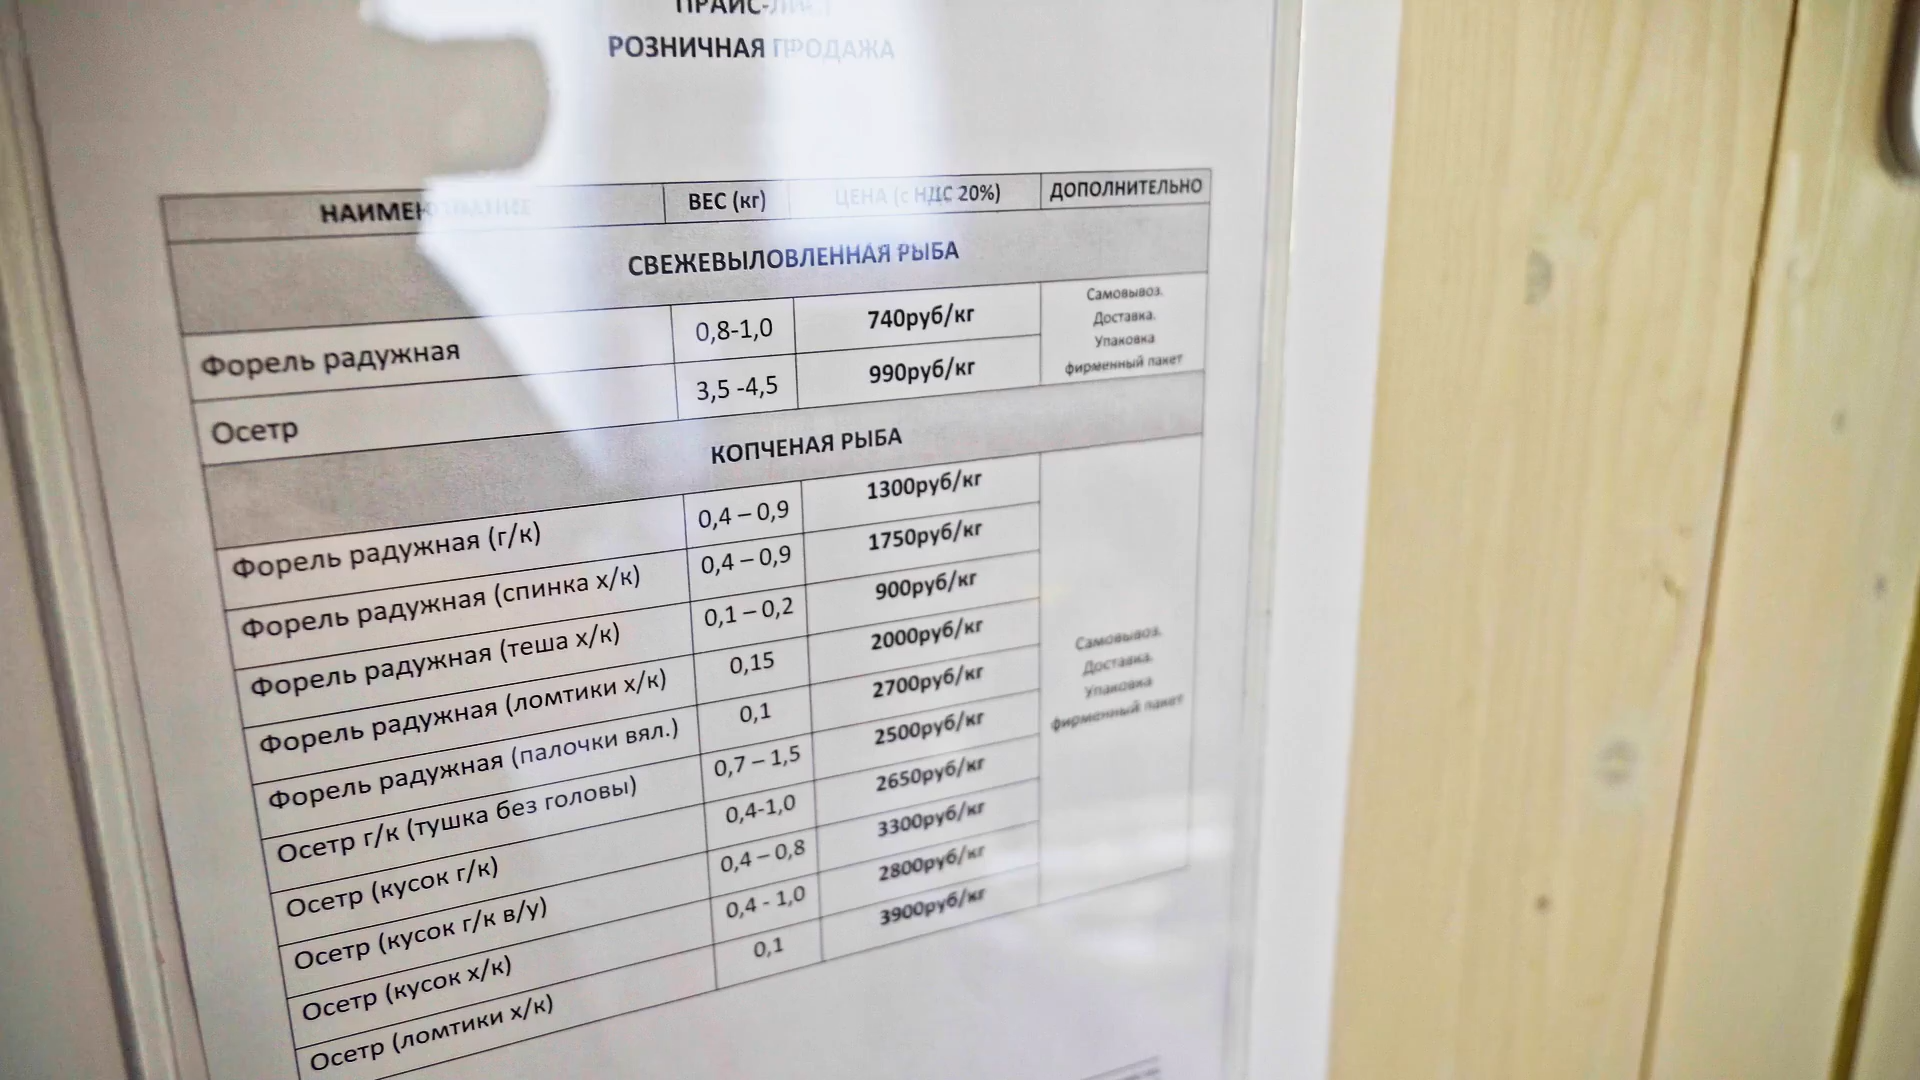 ПРАЙС-ЛИСТ
РОЗНИЧНАЯ ПРОДАЖА
НАИМЕНОВАНИЕ ВЕС (кг) ЦЕНА (с НДС 20%) ДОПОЛНИТЕЛЬНО
СВЕЖЕВЫЛОВЛЕННАЯ РЫБА
Форель радужная 0,8-1,0 740руб/кг
Осетр 3,5 -4,5 990руб/кг
Самовывоз.
Доставка.
Упаковка
фирменный пакет
КОПЧЕНАЯ РЫБА
Форель радужная (г/к) 0,4 – 0,9 1300руб/кг
Форель радужная (спинка х/к) 0,4 – 0,9 1750руб/кг
Форель радужная (теша х/к) 0,1 – 0,2 900руб/кг
Форель радужная (ломтики х/к) 0,15 2000руб/кг
Форель радужная (палочки вял.) 0,1 2700руб/кг
Осетр г/к (тушка без головы) 0,7 – 1,5 2500руб/кг
Осетр (кусок г/к) 0,4-1,0 2650руб/кг
Осетр (кусок г/к в/у) 0,4 – 0,8 3300руб/кг
Осетр (кусок х/к) 0,4 - 1,0 2800руб/кг
Осетр (ломтики х/к) 0,1 3900руб/кг
Самовывоз.
Доставка.
Упаковка
фирменный пакет